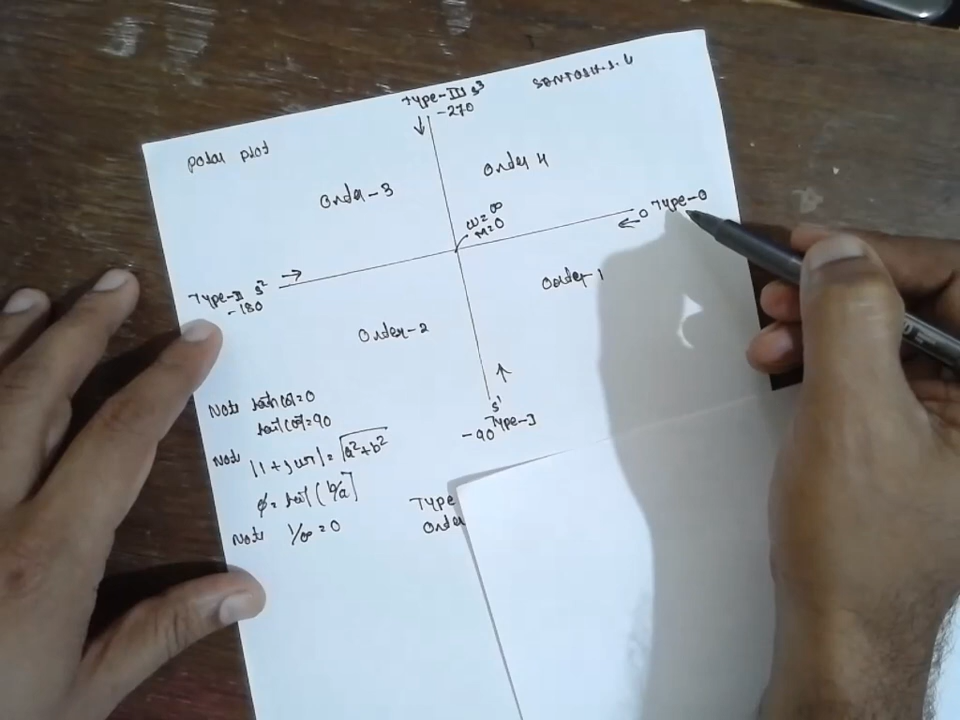 SANTOSH.S.U
Type-III s³
-270
polar plot
order 4
order-3
ω=∞
M=0
0 Type-0
order-1
Type-II s²
-180
order-2
s¹
-90 Type-I
Note tan⁻¹(0)=0
tan⁻¹(∞)=90
Note |1+jωτ|=√a²+b²
φ=tan⁻¹(b/a)
Note 1/∞=0
Type
Order